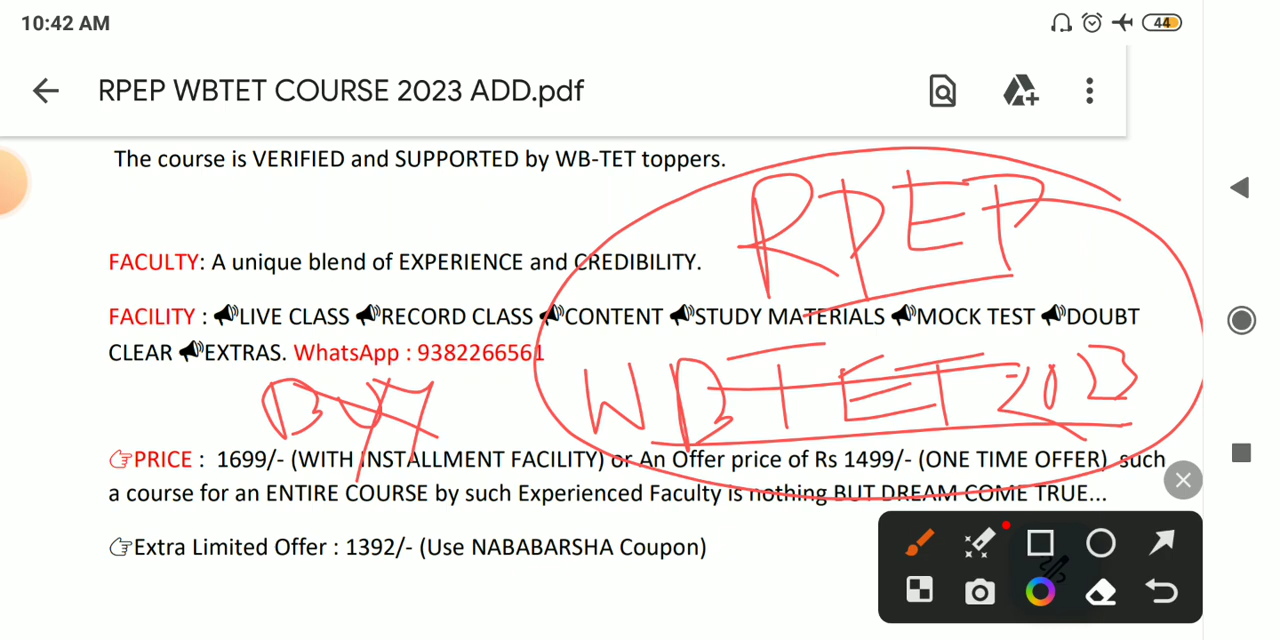 10:42 AM
44
RPEP WBTET COURSE 2023 ADD.pdf
The course is VERIFIED and SUPPORTED by WB-TET toppers.
RPEP
FACULTY: A unique blend of EXPERIENCE and CREDIBILITY.
FACILITY : LIVE CLASS RECORD CLASS CONTENT STUDY MATERIALS MOCK TEST DOUBT
CLEAR EXTRAS. WhatsApp : 9382266561
WBTET 2023
BUY
PRICE : 1699/- (WITH INSTALLMENT FACILITY) or An Offer price of Rs 1499/- (ONE TIME OFFER) such
a course for an ENTIRE COURSE by such Experienced Faculty is nothing BUT DREAM COME TRUE...
Extra Limited Offer : 1392/- (Use NABABARSHA Coupon)